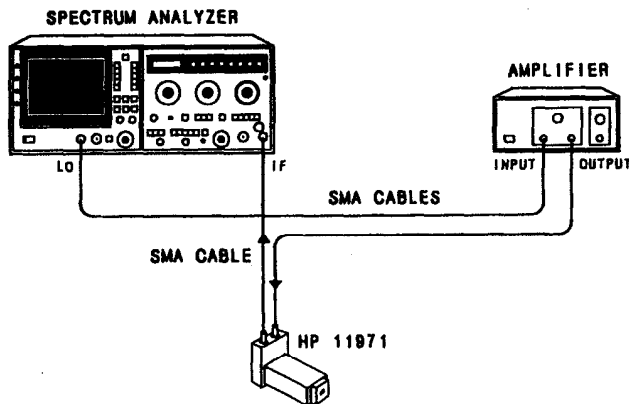 SPECTRUM ANALYZER
AMPLIFIER
LO
IF
INPUT
OUTPUT
SMA CABLES
SMA CABLE
HP 11971